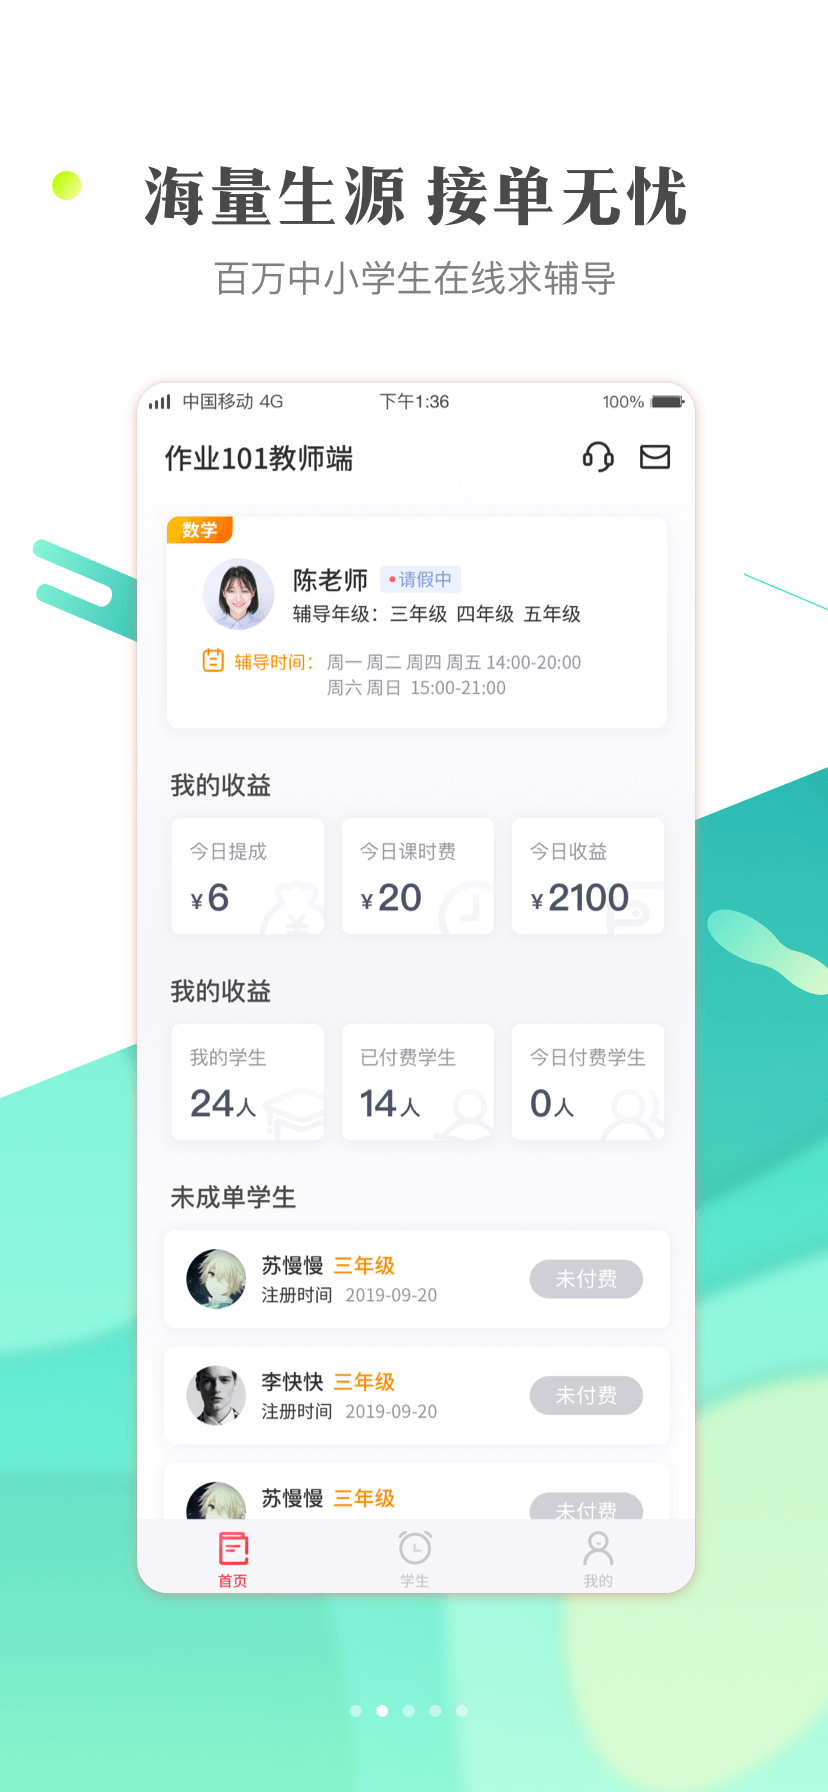 海量生源 接单无忧
百万中小学生在线求辅导
中国移动 4G 下午1:36 100%
作业101教师端
数学
陈老师 请假中
辅导年级：三年级 四年级 五年级
辅导时间： 周一 周二 周四 周五 14:00-20:00
周六 周日 15:00-21:00
我的收益
今日提成 今日课时费 今日收益
¥6 ¥20 ¥2100
我的收益
我的学生 已付费学生 今日付费学生
24人 14人 0人
未成单学生
苏慢慢 三年级
注册时间 2019-09-20 未付费
李快快 三年级
注册时间 2019-09-20 未付费
苏慢慢 三年级
未付费
首页 学生 我的